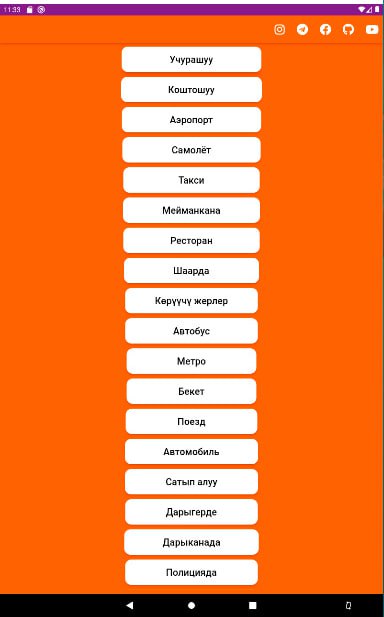 11:33
Учурашуу
Коштошуу
Аэропорт
Самолёт
Такси
Мейманкана
Ресторан
Шаарда
Көрүүчү жерлер
Автобус
Метро
Бекет
Поезд
Автомобиль
Сатып алуу
Дарыгерде
Дарыканада
Полицияда